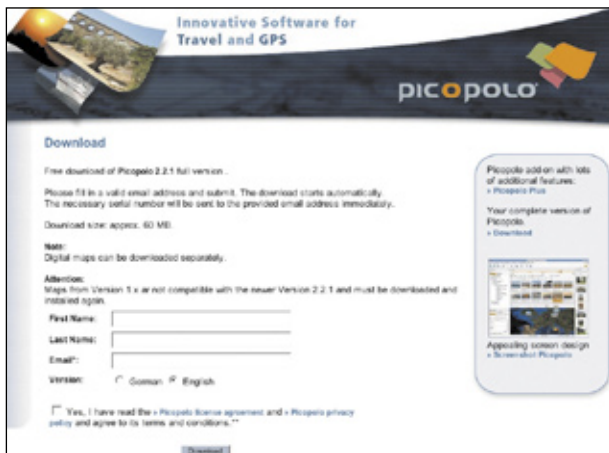 Innovative Software for
Travel and GPS
PICOPOLO
Download
Free download of Picopolo 2.2.1 full version .
Please fill in a valid email address and submit. The download starts automatically.
The necessary serial number will be sent to the provided email address immediately.
Download size: approx. 60 MB.
Note:
Digital maps can be downloaded separately.
Attention:
Maps from Version 1.x ar not compatible with the newer Version 2.2.1 and must be downloaded and
installed again.
First Name:
Last Name:
Email*:
Version: German English
Yes, I have read the » Picopolo license agreement and » Picopolo privacy
policy and agree to its terms and conditions.**
Download
Picopolo add-on with lots
of additional features:
» Picopolo Plus
Your complete version of
Picopolo.
» Download
Appealing screen design
» Screenshot Picopolo